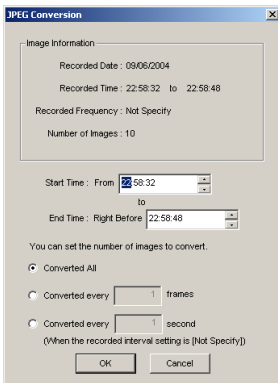 JPEG Conversion
Image Information
Recorded Date : 09/06/2004
Recorded Time : 22:58:32 to 22:58:48
Recorded Frequency : Not Specify
Number of Images : 10
Start Time : From 22:58:32
to
End Time : Right Before 22:58:48
You can set the number of images to convert.
Converted All
Converted every 1 frames
Converted every 1 second
(When the recorded interval setting is [Not Specify])
OK Cancel